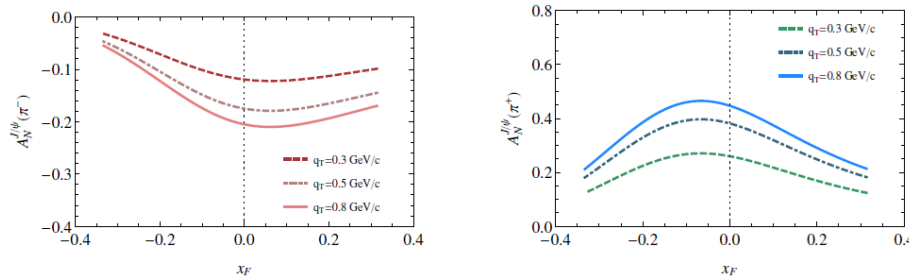 A_N^{J/ψ}(π⁻)
0.0
−0.1
−0.2
−0.3
−0.4
q_T=0.3 GeV/c
q_T=0.5 GeV/c
q_T=0.8 GeV/c
−0.4 −0.2 0.0 0.2 0.4
x_F
A_N^{J/ψ}(π⁺)
0.8
0.6
0.4
0.2
0.0
q_T=0.3 GeV/c
q_T=0.5 GeV/c
q_T=0.8 GeV/c
−0.4 −0.2 0.0 0.2 0.4
x_F